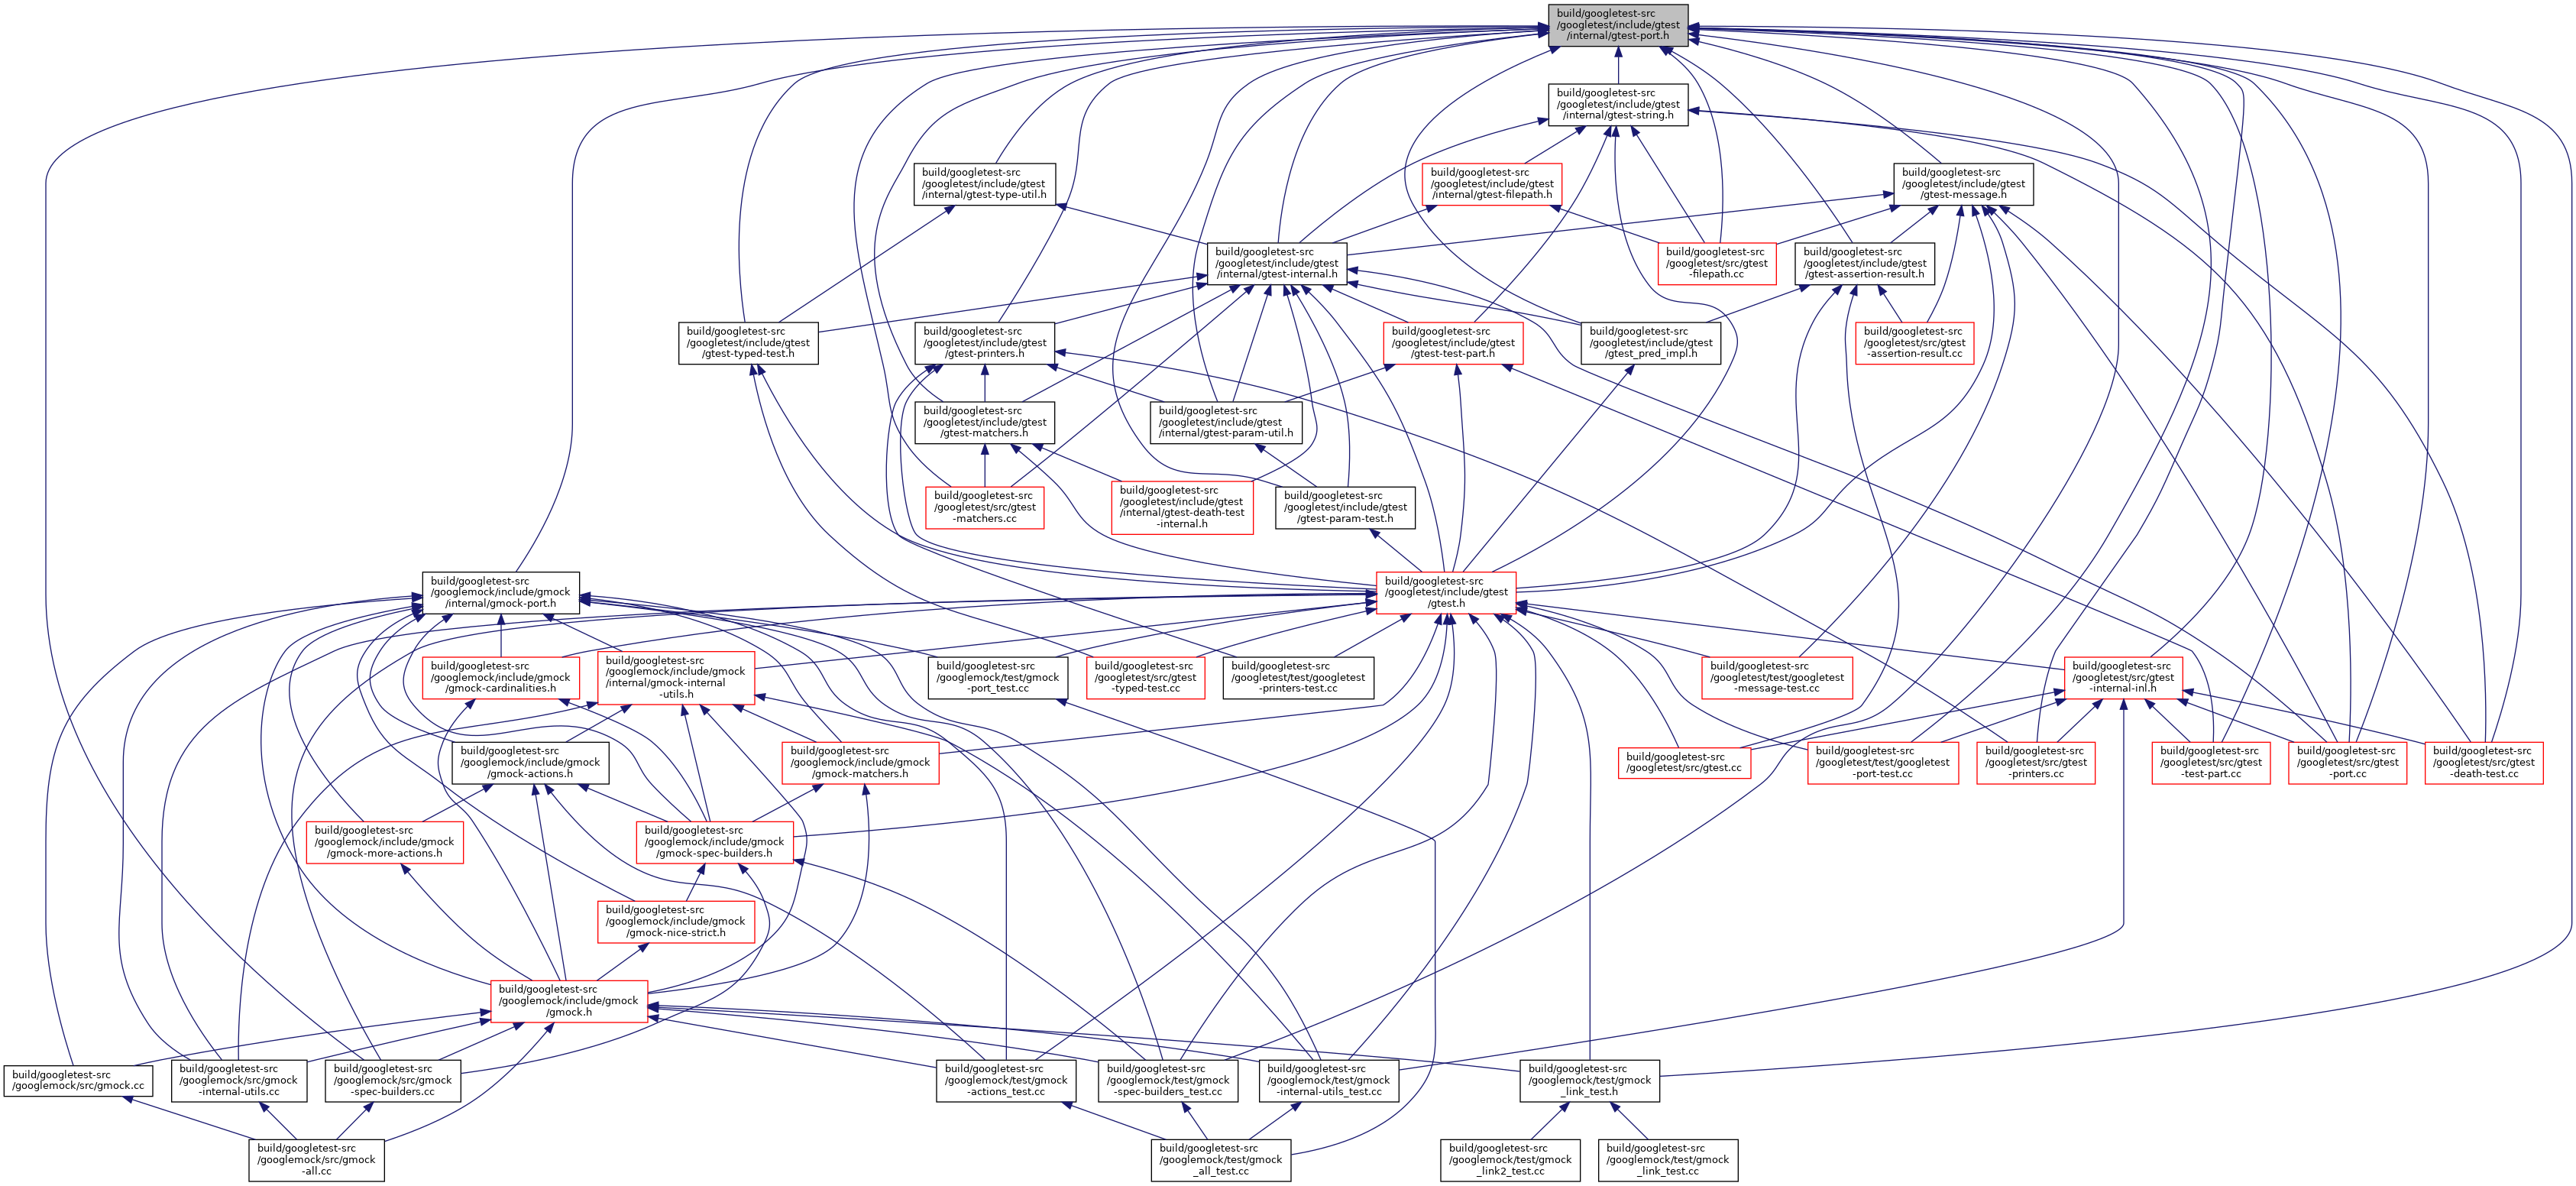 build/googletest-src
/googletest/include/gtest
/internal/gtest-port.h
build/googletest-src
/googletest/include/gtest
/internal/gtest-string.h
build/googletest-src
/googletest/include/gtest
/internal/gtest-type-util.h
build/googletest-src
/googletest/include/gtest
/internal/gtest-filepath.h
build/googletest-src
/googletest/include/gtest
/gtest-message.h
build/googletest-src
/googletest/include/gtest
/internal/gtest-internal.h
build/googletest-src
/googletest/src/gtest
-filepath.cc
build/googletest-src
/googletest/include/gtest
/gtest-assertion-result.h
build/googletest-src
/googletest/include/gtest
/gtest-typed-test.h
build/googletest-src
/googletest/include/gtest
/gtest-printers.h
build/googletest-src
/googletest/include/gtest
/gtest-test-part.h
build/googletest-src
/googletest/include/gtest
/gtest_pred_impl.h
build/googletest-src
/googletest/src/gtest
-assertion-result.cc
build/googletest-src
/googletest/include/gtest
/gtest-matchers.h
build/googletest-src
/googletest/include/gtest
/internal/gtest-param-util.h
build/googletest-src
/googletest/src/gtest
-matchers.cc
build/googletest-src
/googletest/include/gtest
/internal/gtest-death-test
-internal.h
build/googletest-src
/googletest/include/gtest
/gtest-param-test.h
build/googletest-src
/googlemock/include/gmock
/internal/gmock-port.h
build/googletest-src
/googletest/include/gtest
/gtest.h
build/googletest-src
/googlemock/include/gmock
/gmock-cardinalities.h
build/googletest-src
/googlemock/include/gmock
/internal/gmock-internal
-utils.h
build/googletest-src
/googlemock/test/gmock
-port_test.cc
build/googletest-src
/googletest/src/gtest
-typed-test.cc
build/googletest-src
/googletest/test/googletest
-printers-test.cc
build/googletest-src
/googletest/test/googletest
-message-test.cc
build/googletest-src
/googletest/src/gtest
-internal-inl.h
build/googletest-src
/googlemock/include/gmock
/gmock-actions.h
build/googletest-src
/googlemock/include/gmock
/gmock-matchers.h
build/googletest-src
/googletest/src/gtest.cc
build/googletest-src
/googletest/test/googletest
-port-test.cc
build/googletest-src
/googletest/src/gtest
-printers.cc
build/googletest-src
/googletest/src/gtest
-test-part.cc
build/googletest-src
/googletest/src/gtest
-port.cc
build/googletest-src
/googletest/src/gtest
-death-test.cc
build/googletest-src
/googlemock/include/gmock
/gmock-more-actions.h
build/googletest-src
/googlemock/include/gmock
/gmock-spec-builders.h
build/googletest-src
/googlemock/include/gmock
/gmock-nice-strict.h
build/googletest-src
/googlemock/include/gmock
/gmock.h
build/googletest-src
/googlemock/src/gmock.cc
build/googletest-src
/googlemock/src/gmock
-internal-utils.cc
build/googletest-src
/googlemock/src/gmock
-spec-builders.cc
build/googletest-src
/googlemock/test/gmock
-actions_test.cc
build/googletest-src
/googlemock/test/gmock
-spec-builders_test.cc
build/googletest-src
/googlemock/test/gmock
-internal-utils_test.cc
build/googletest-src
/googlemock/test/gmock
_link_test.h
build/googletest-src
/googlemock/src/gmock
-all.cc
build/googletest-src
/googlemock/test/gmock
_all_test.cc
build/googletest-src
/googlemock/test/gmock
_link2_test.cc
build/googletest-src
/googlemock/test/gmock
_link_test.cc